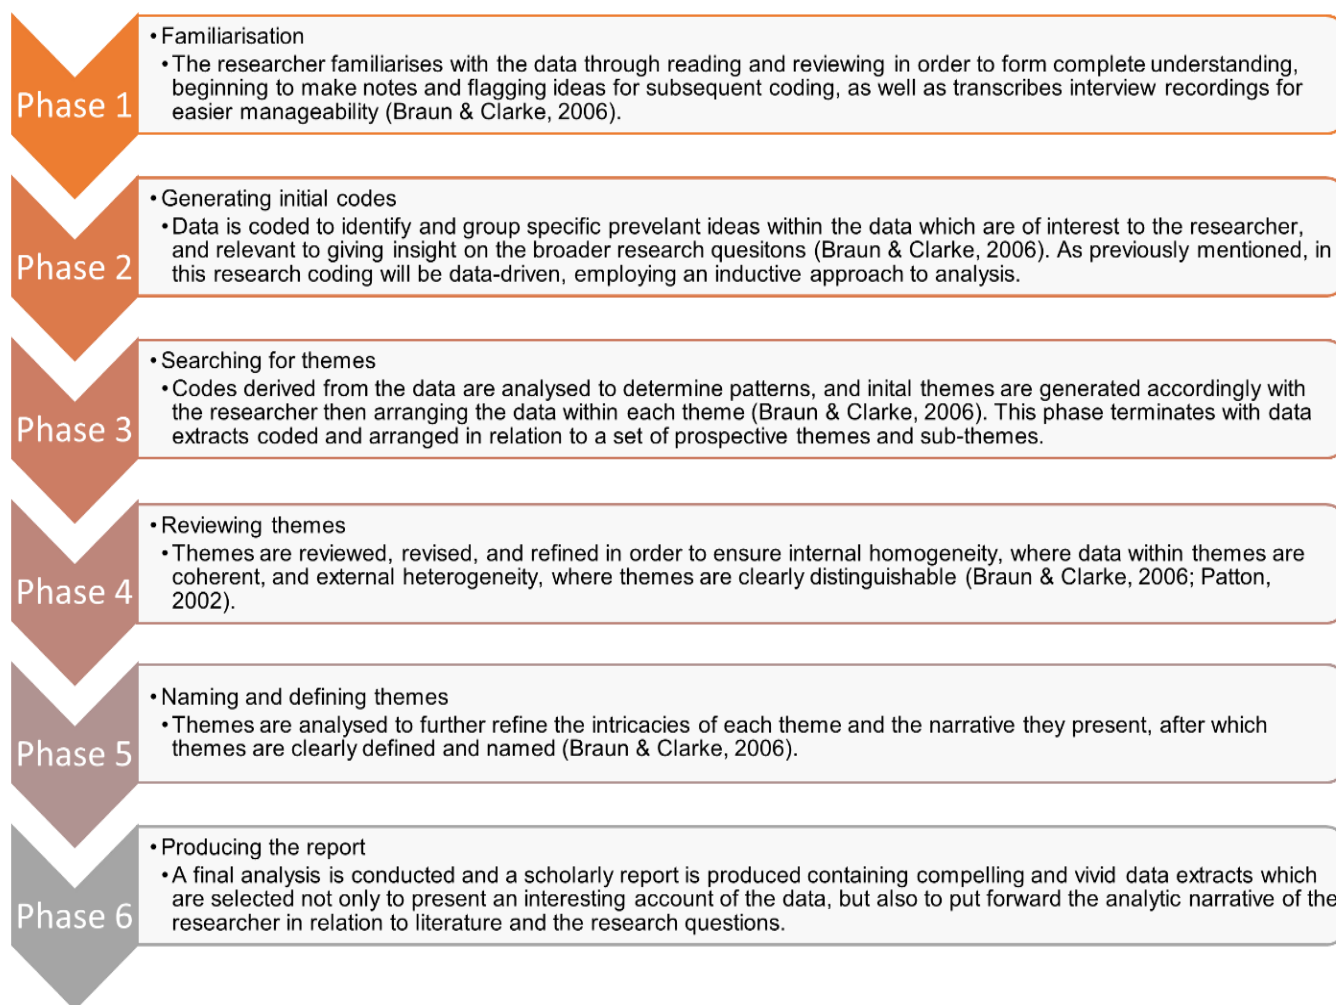 Phase 1
• Familiarisation
• The researcher familiarises with the data through reading and reviewing in order to form complete understanding,
beginning to make notes and flagging ideas for subsequent coding, as well as transcribes interview recordings for
easier manageability (Braun & Clarke, 2006).
Phase 2
• Generating initial codes
• Data is coded to identify and group specific prevelant ideas within the data which are of interest to the researcher,
and relevant to giving insight on the broader research quesitons (Braun & Clarke, 2006). As previously mentioned, in
this research coding will be data-driven, employing an inductive approach to analysis.
Phase 3
• Searching for themes
• Codes derived from the data are analysed to determine patterns, and inital themes are generated accordingly with
the researcher then arranging the data within each theme (Braun & Clarke, 2006). This phase terminates with data
extracts coded and arranged in relation to a set of prospective themes and sub-themes.
Phase 4
• Reviewing themes
• Themes are reviewed, revised, and refined in order to ensure internal homogeneity, where data within themes are
coherent, and external heterogeneity, where themes are clearly distinguishable (Braun & Clarke, 2006; Patton,
2002).
Phase 5
• Naming and defining themes
• Themes are analysed to further refine the intricacies of each theme and the narrative they present, after which
themes are clearly defined and named (Braun & Clarke, 2006).
Phase 6
• Producing the report
• A final analysis is conducted and a scholarly report is produced containing compelling and vivid data extracts which
are selected not only to present an interesting account of the data, but also to put forward the analytic narrative of the
researcher in relation to literature and the research questions.